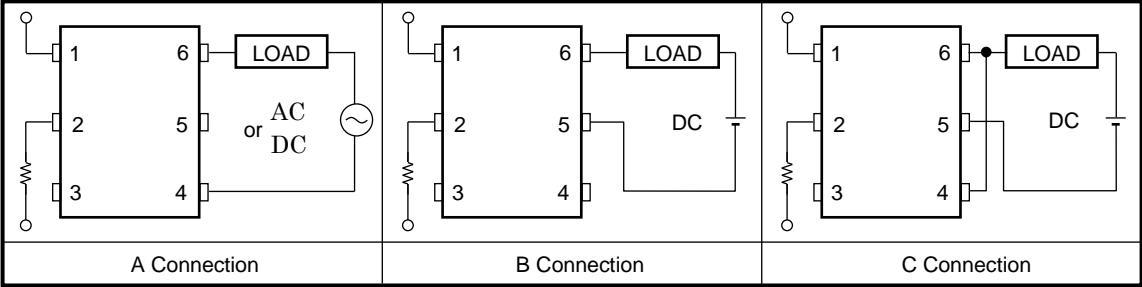 1 6 LOAD
2 5 or AC DC
3 4
A Connection
1 6 LOAD
2 5 DC
3 4
B Connection
1 6 LOAD
2 5 DC
3 4
C Connection